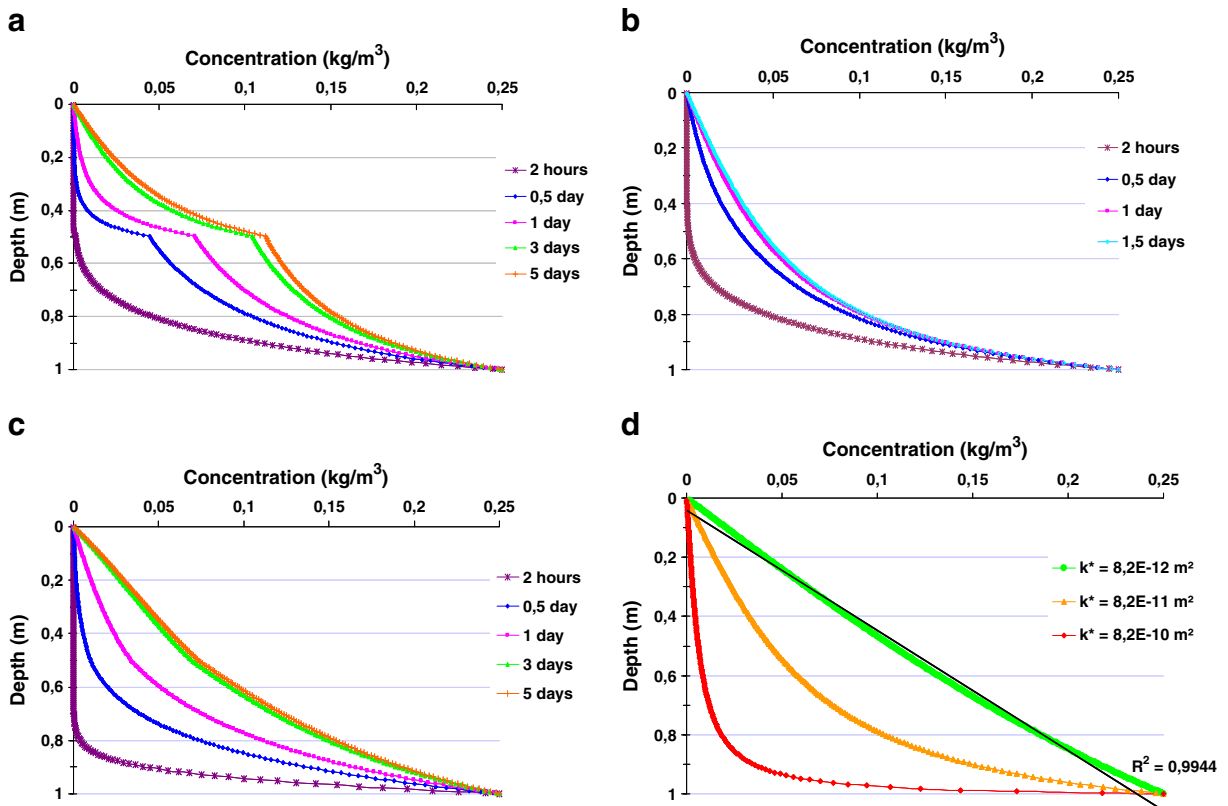 a
Concentration (kg/m³)
0 0,05 0,1 0,15 0,2 0,25
Depth (m)
0
0,2
0,4
0,6
0,8
1
2 hours
0,5 day
1 day
3 days
5 days
b
Concentration (kg/m³)
0 0,05 0,1 0,15 0,2 0,25
Depth (m)
0
0,2
0,4
0,6
0,8
1
2 hours
0,5 day
1 day
1,5 days
c
Concentration (kg/m³)
0 0,05 0,1 0,15 0,2 0,25
Depth (m)
0
0,2
0,4
0,6
0,8
1
2 hours
0,5 day
1 day
3 days
5 days
d
Concentration (kg/m³)
0 0,05 0,1 0,15 0,2 0,25
Depth (m)
0
0,2
0,4
0,6
0,8
1
k* = 8,2E-12 m²
k* = 8,2E-11 m²
k* = 8,2E-10 m²
R² = 0,9944